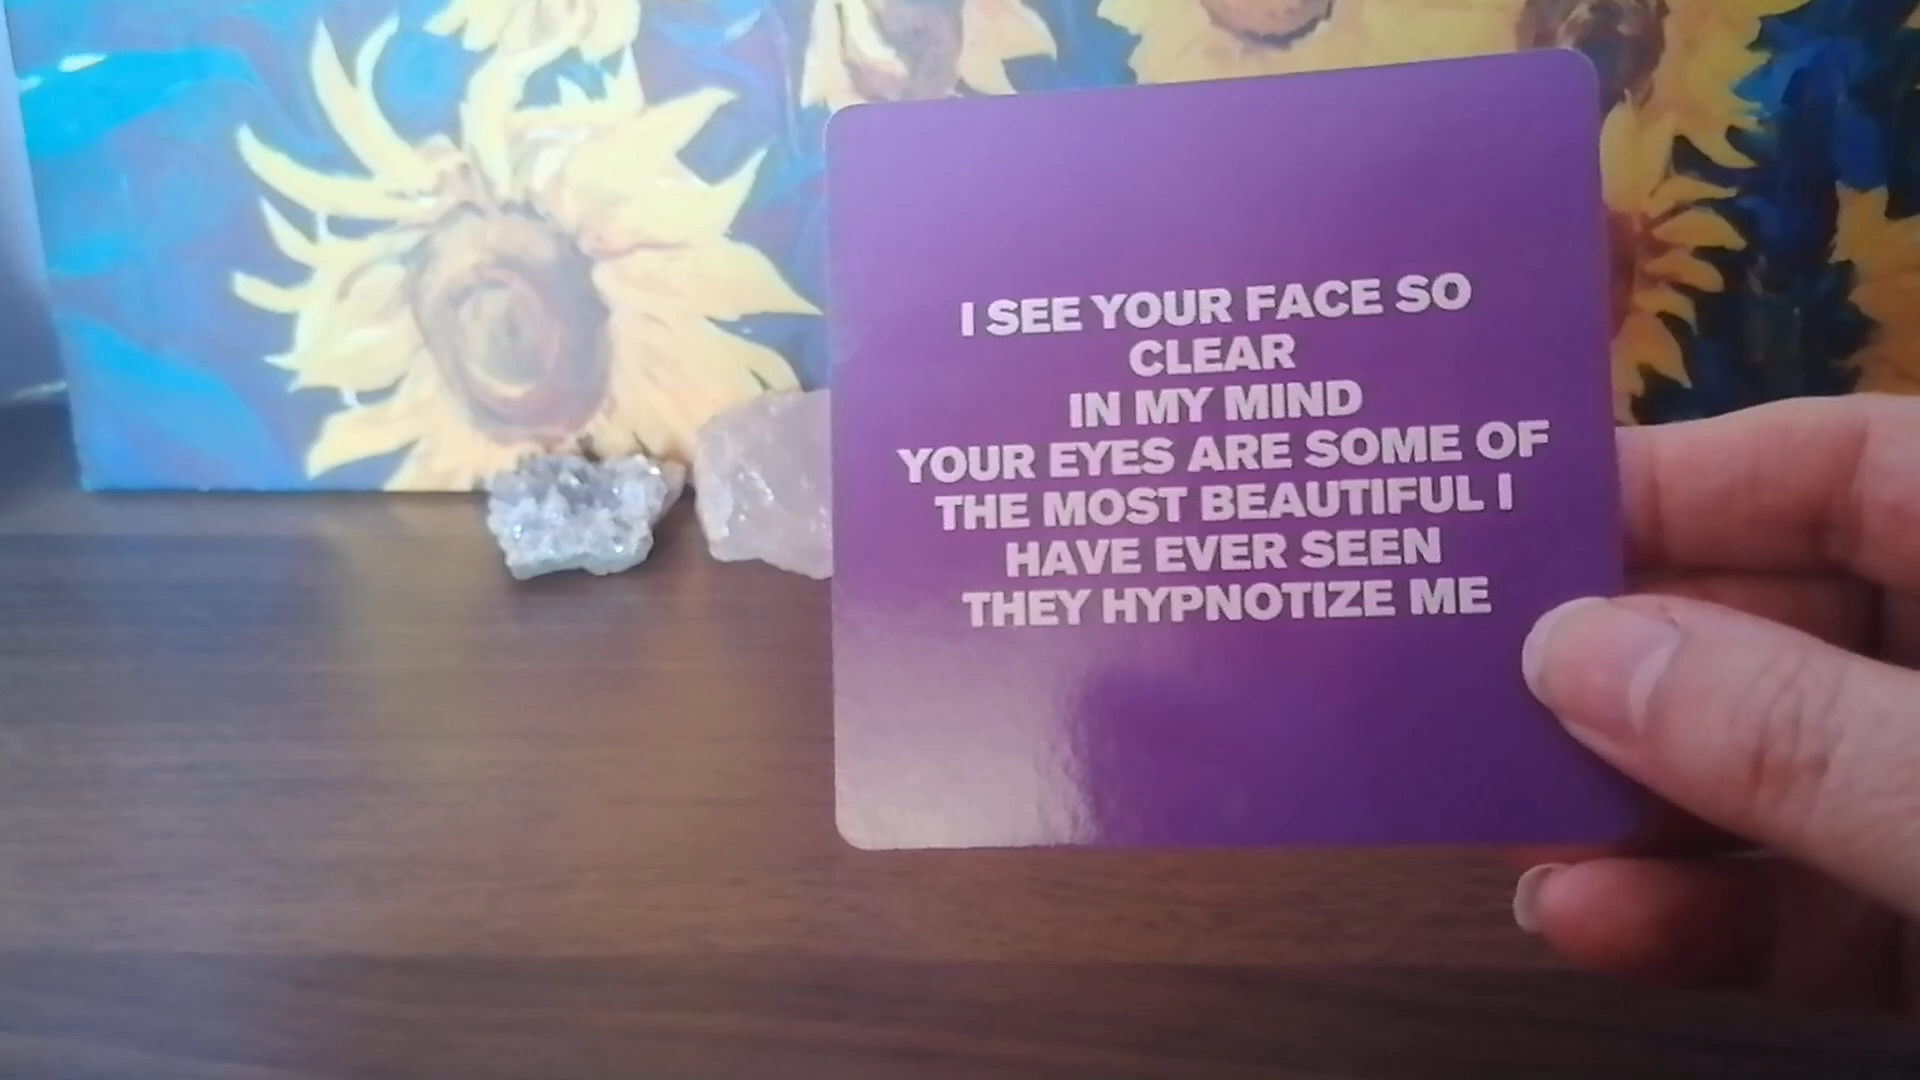 I SEE YOUR FACE SO
CLEAR
IN MY MIND
YOUR EYES ARE SOME OF
THE MOST BEAUTIFUL I
HAVE EVER SEEN
THEY HYPNOTIZE ME